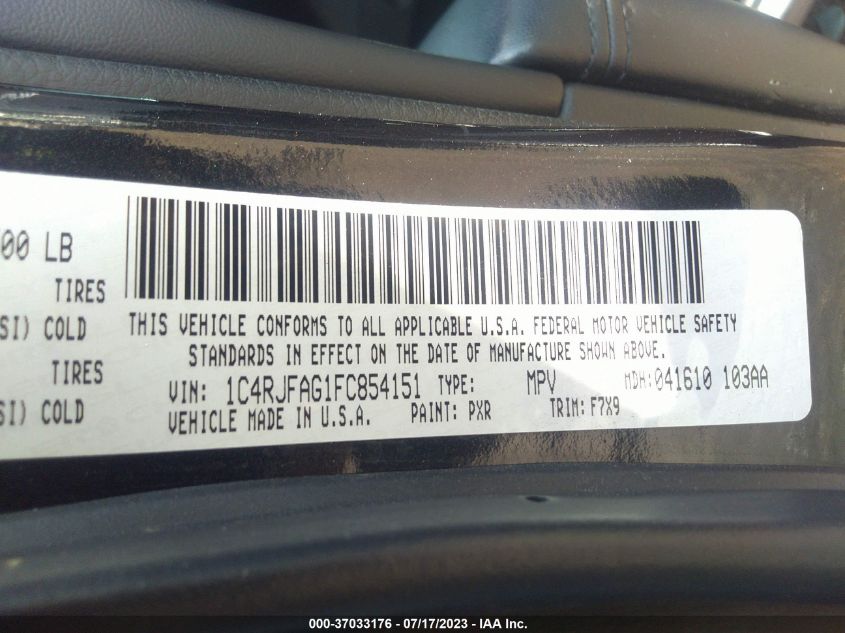 00 LB
TIRES
SI) COLD
TIRES
SI) COLD
THIS VEHICLE CONFORMS TO ALL APPLICABLE U.S.A. FEDERAL MOTOR VEHICLE SAFETY
STANDARDS IN EFFECT ON THE DATE OF MANUFACTURE SHOWN ABOVE.
VIN: 1C4RJFAG1FC854151 TYPE: MPV MDH:041610 103AA
VEHICLE MADE IN U.S.A. PAINT: PXR TRIM: F7X9
000-37033176 - 07/17/2023 - IAA Inc.